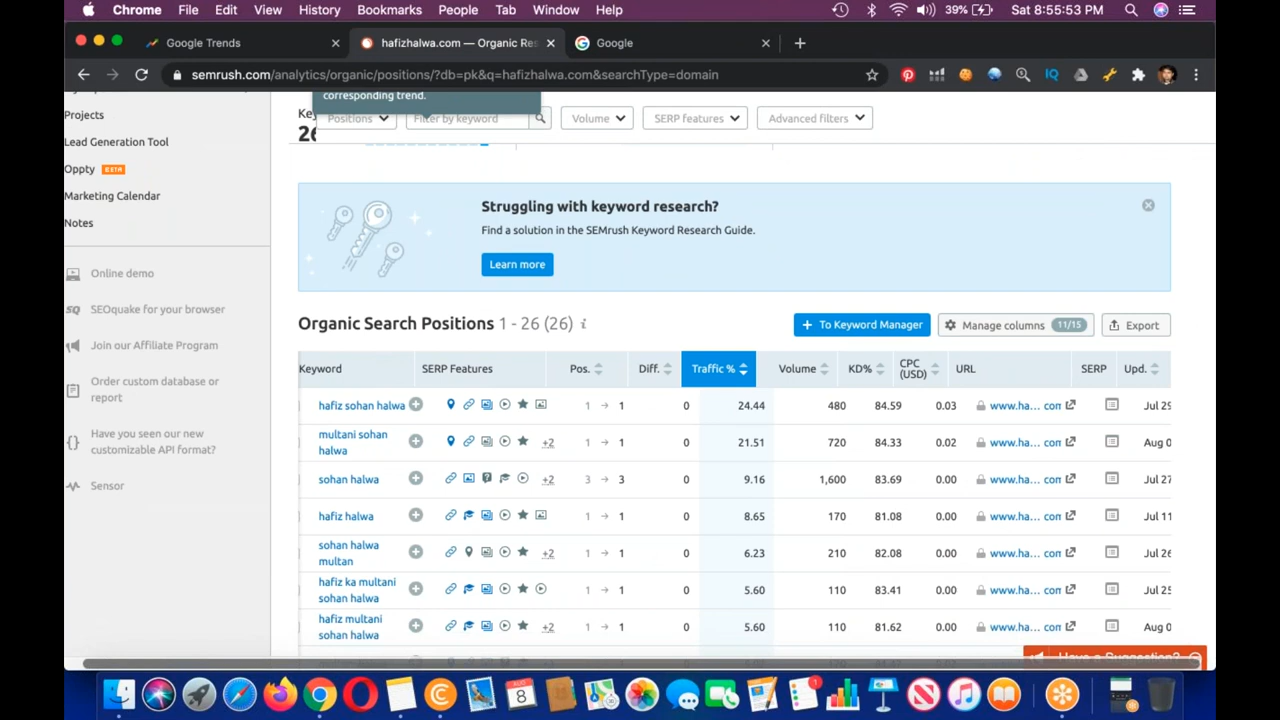 Chrome File Edit View History Bookmarks People Tab Window Help 39% Sat 8:55:53 PM
Google Trends hafizhalwa.com — Organic Res Google
semrush.com/analytics/organic/positions/?db=pk&q=hafizhalwa.com&searchType=domain
corresponding trend.
Projects
Lead Generation Tool
Oppty BETA
Marketing Calendar
Notes
Online demo
SEOquake for your browser
Join our Affiliate Program
Order custom database or
report
Have you seen our new
customizable API format?
Sensor
Positions Filter by keyword Volume SERP features Advanced filters
26
Struggling with keyword research?
Find a solution in the SEMrush Keyword Research Guide.
Learn more
Organic Search Positions 1 - 26 (26) i
+ To Keyword Manager Manage columns 11/15 Export
Keyword SERP Features Pos. Diff. Traffic % Volume KD% CPC (USD) URL SERP Upd.
hafiz sohan halwa 1 → 1 0 24.44 480 84.59 0.03 www.ha... com Jul 29
multani sohan
halwa +2 1 → 1 0 21.51 720 84.33 0.02 www.ha... com Aug 0
sohan halwa +2 3 → 3 0 9.16 1,600 83.69 0.00 www.ha... com Jul 27
hafiz halwa 1 → 1 0 8.65 170 81.08 0.00 www.ha... com Jul 11
sohan halwa
multan +2 1 → 1 0 6.23 210 82.08 0.00 www.ha... com Jul 26
hafiz ka multani
sohan halwa 1 → 1 0 5.60 110 83.41 0.00 www.ha... com Jul 25
hafiz multani
sohan halwa +2 1 → 1 0 5.60 110 81.62 0.00 www.ha... com Aug 0